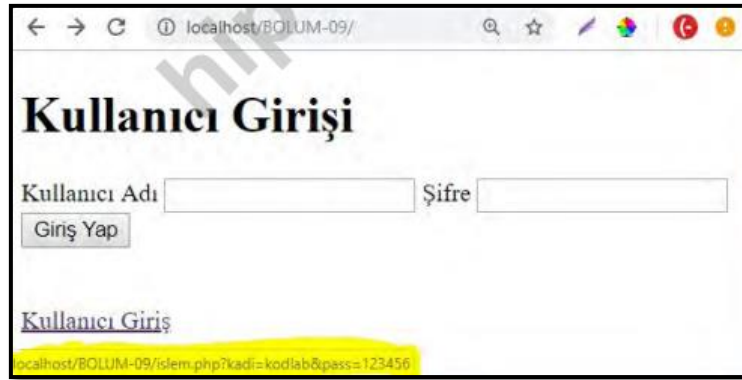 localhost/BOLUM-09/
Kullanıcı Girişi
Kullanıcı Adı Şifre
Giriş Yap
Kullanıcı Giriş
localhost/BOLUM-09/islem.php?kadi=kodlab&pass=123456